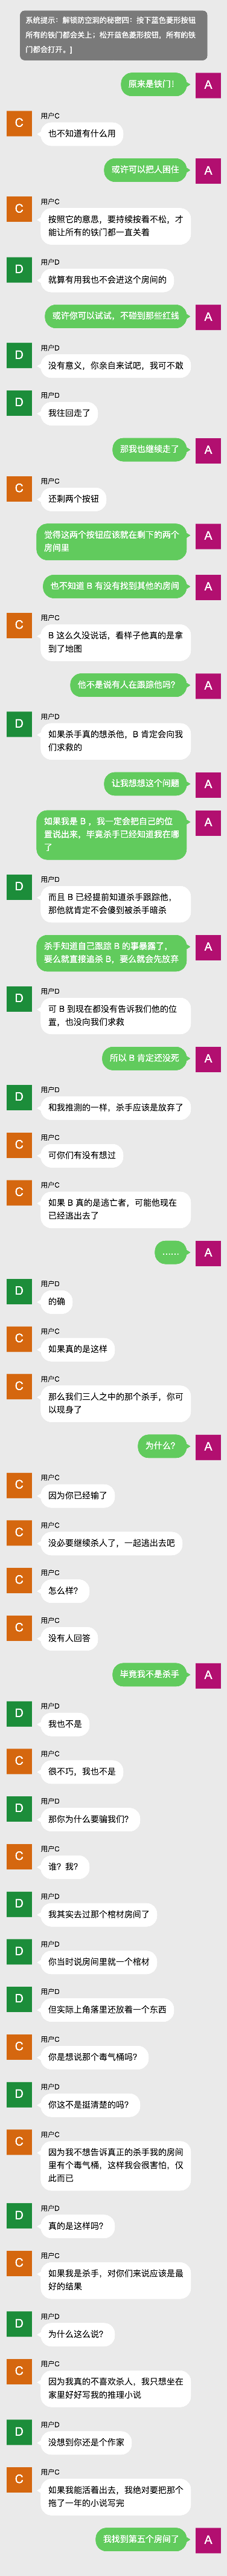 系统提示：解锁防空洞的秘密四：按下蓝色菱形按钮
所有的铁门都会关上；松开蓝色菱形按钮，所有的铁
门都会打开。]
原来是铁门！
A
C
用户C
也不知道有什么用
或许可以把人困住
A
C
用户C
按照它的意思，要持续按着不松，才
能让所有的铁门都一直关着
D
用户D
就算有用我也不会进这个房间的
或许你可以试试，不碰到那些红线
A
D
用户D
没有意义，你亲自来试吧，我可不敢
D
用户D
我往回走了
那我也继续走了
A
C
用户C
还剩两个按钮
觉得这两个按钮应该就在剩下的两个
房间里
A
也不知道 B 有没有找到其他的房间
A
C
用户C
B 这么久没说话，看样子他真的是拿
到了地图
他不是说有人在跟踪他吗？
A
D
用户D
如果杀手真的想杀他，B 肯定会向我
们求救的
让我想想这个问题
A
如果我是 B ，我一定会把自己的位
置说出来，毕竟杀手已经知道我在哪
了
A
D
用户D
而且 B 已经提前知道杀手跟踪他，
那他就肯定不会傻到被杀手暗杀
杀手知道自己跟踪 B 的事暴露了，
要么就直接追杀 B，要么就会先放弃
A
D
用户D
可 B 到现在都没有告诉我们他的位
置，也没向我们求救
所以 B 肯定还没死
A
D
用户D
和我推测的一样，杀手应该是放弃了
C
用户C
可你们有没有想过
C
用户C
如果 B 真的是逃亡者，可能他现在
已经逃出去了
……
A
D
用户D
的确
C
用户C
如果真的是这样
C
用户C
那么我们三人之中的那个杀手，你可
以现身了
为什么？
A
C
用户C
因为你已经输了
C
用户C
没必要继续杀人了，一起逃出去吧
C
用户C
怎么样？
C
用户C
没有人回答
毕竟我不是杀手
A
D
用户D
我也不是
C
用户C
很不巧，我也不是
D
用户D
那你为什么要骗我们？
C
用户C
谁？我？
D
用户D
我其实去过那个棺材房间了
D
用户D
你当时说房间里就一个棺材
D
用户D
但实际上角落里还放着一个东西
C
用户C
你是想说那个毒气桶吗？
D
用户D
你这不是挺清楚的吗？
C
用户C
因为我不想告诉真正的杀手我的房间
里有个毒气桶，这样我会很害怕，仅
此而已
D
用户D
真的是这样吗？
C
用户C
如果我是杀手，对你们来说应该是最
好的结果
D
用户D
为什么这么说？
C
用户C
因为我真的不喜欢杀人，我只想坐在
家里好好写我的推理小说
D
用户D
没想到你还是个作家
C
用户C
如果我能活着出去，我绝对要把那个
拖了一年的小说写完
我找到第五个房间了
A